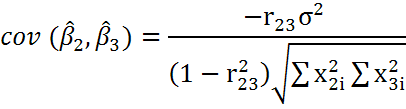 cov (β̂₂, β̂₃) = −r₂₃σ² / (1 − r²₂₃)√(∑x²₂ᵢ ∑x²₃ᵢ)